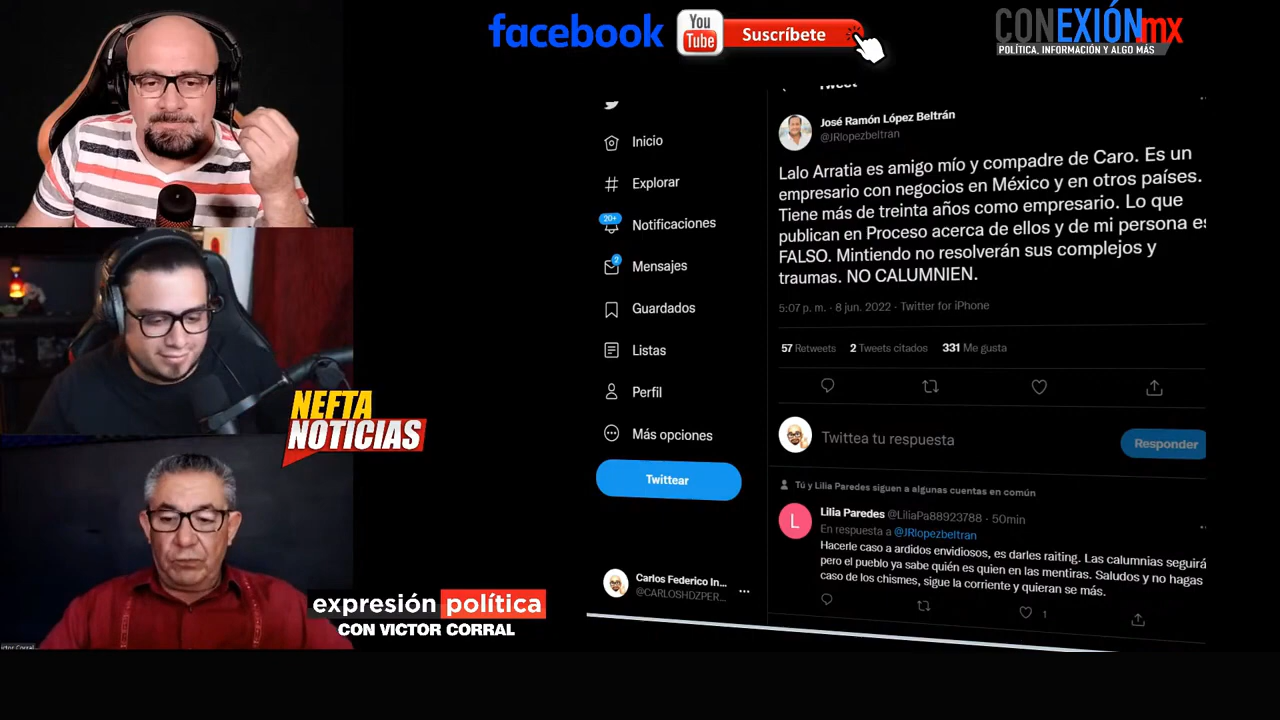 facebook
You
Tube
Suscríbete
CONEXIÓNmx
POLÍTICA, INFORMACIÓN Y ALGO MÁS
NEFTA
NOTICIAS
expresión política
CON VICTOR CORRAL
Victor Corral
Inicio
Explorar
20+
Notificaciones
2
Mensajes
Guardados
Listas
Perfil
Más opciones
Twittear
Carlos Federico In...
@CARLOSHDZPER...
Tweet
José Ramón López Beltrán
@JRlopezbeltran
Lalo Arratia es amigo mío y compadre de Caro. Es un
empresario con negocios en México y en otros países.
Tiene más de treinta años como empresario. Lo que
publican en Proceso acerca de ellos y de mi persona es
FALSO. Mintiendo no resolverán sus complejos y
traumas. NO CALUMNIEN.
5:07 p. m. · 8 jun. 2022 · Twitter for iPhone
57 Retweets 2 Tweets citados 331 Me gusta
Twittea tu respuesta
Responder
Tú y Lilia Paredes siguen a algunas cuentas en común
L
Lilia Paredes @LiliaPa88923788 · 50min
En respuesta a @JRlopezbeltran
Hacerle caso a ardidos envidiosos, es darles raiting. Las calumnias seguirá
pero el pueblo ya sabe quién es quien en las mentiras. Saludos y no hagas
caso de los chismes, sigue la corriente y quieran se más.
1